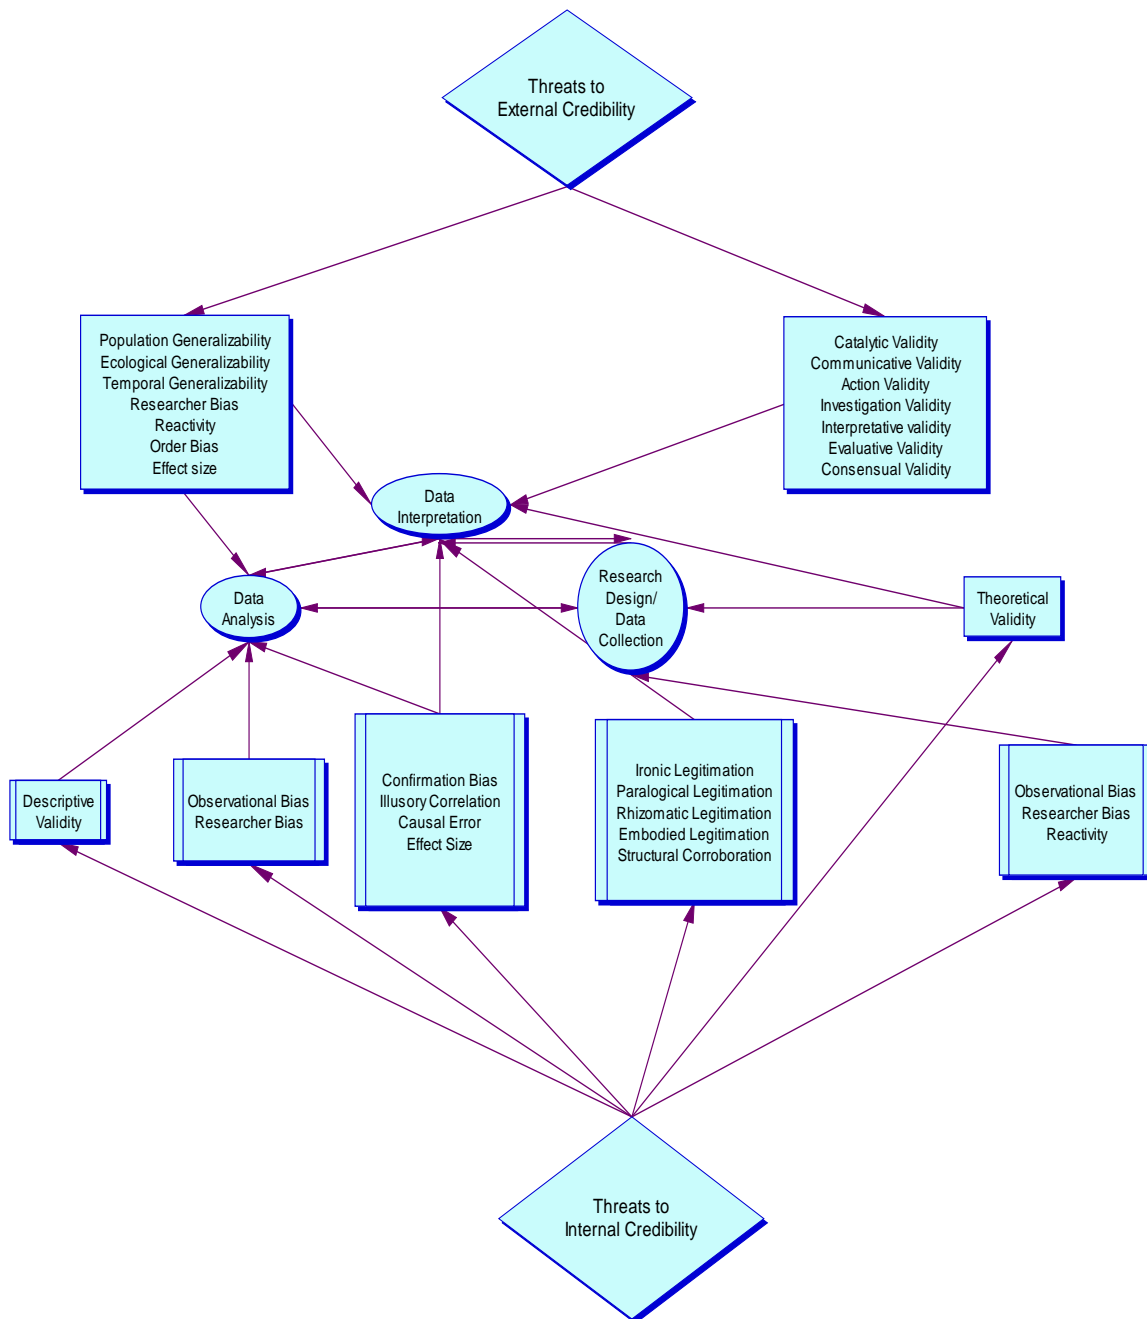 Threats to
External Credibility
Population Generalizability
Ecological Generalizability
Temporal Generalizability
Researcher Bias
Reactivity
Order Bias
Effect size
Catalytic Validity
Communicative Validity
Action Validity
Investigation Validity
Interpretative validity
Evaluative Validity
Consensual Validity
Data
Interpretation
Data
Analysis
Research
Design/
Data
Collection
Theoretical
Validity
Descriptive
Validity
Observational Bias
Researcher Bias
Confirmation Bias
Illusory Correlation
Causal Error
Effect Size
Ironic Legitimation
Paralogical Legitimation
Rhizomatic Legitimation
Embodied Legitimation
Structural Corroboration
Observational Bias
Researcher Bias
Reactivity
Threats to
Internal Credibility